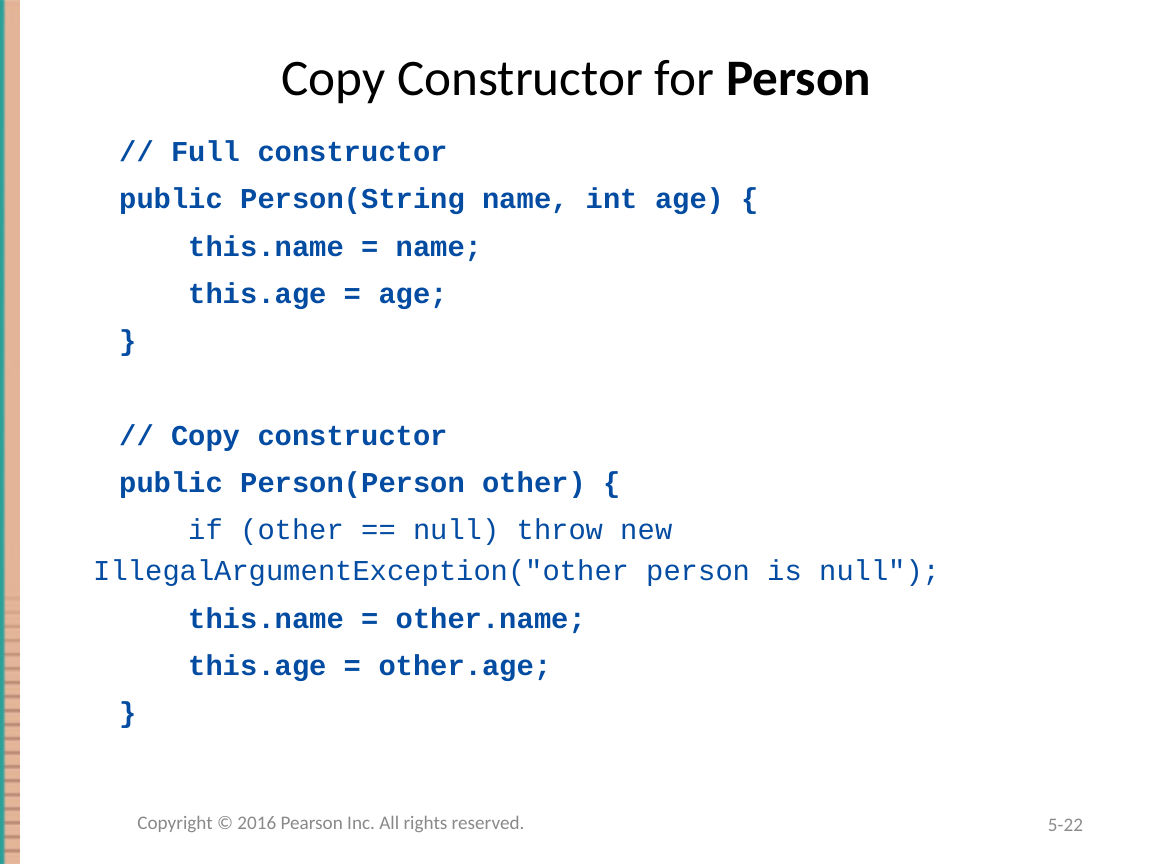 Copy Constructor for Person
// Full constructor
public Person(String name, int age) {
    this.name = name;
    this.age = age;
}
// Copy constructor
public Person(Person other) {
    if (other == null) throw new
IllegalArgumentException("other person is null");
    this.name = other.name;
    this.age = other.age;
}
Copyright © 2016 Pearson Inc. All rights reserved.
5-22